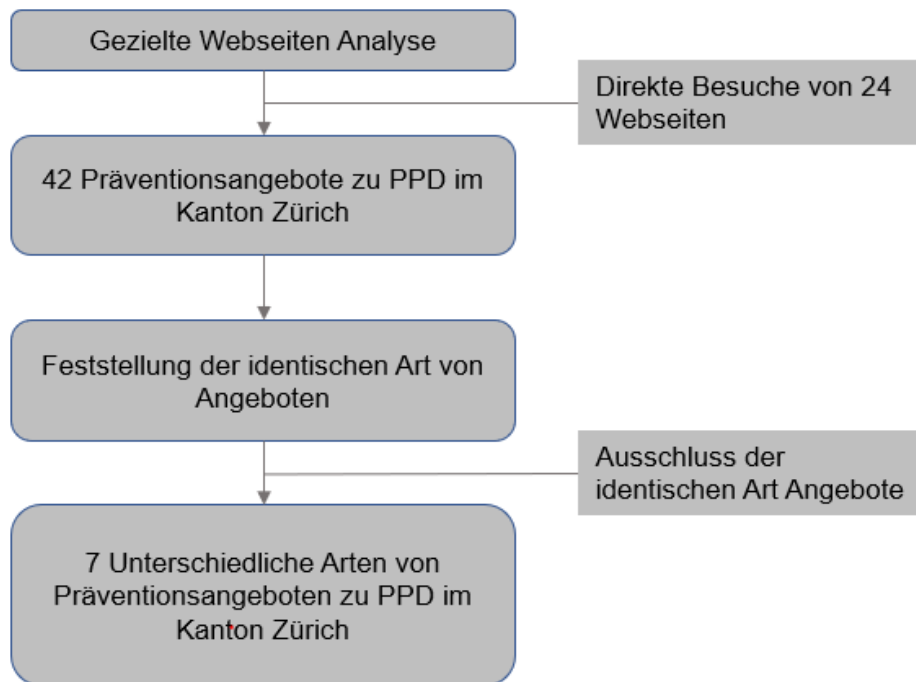 Gezielte Webseiten Analyse
Direkte Besuche von 24
Webseiten
42 Präventionsangebote zu PPD im
Kanton Zürich
Feststellung der identischen Art von
Angeboten
Ausschluss der
identischen Art Angebote
7 Unterschiedliche Arten von
Präventionsangeboten zu PPD im
Kanton Zürich